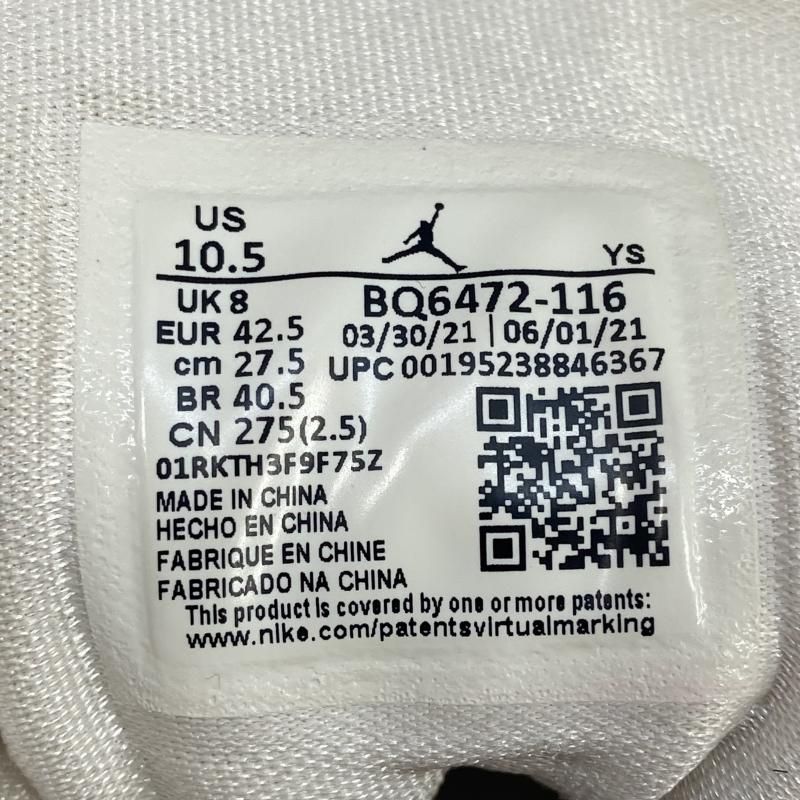 US
10.5
YS
UK 8
BQ6472-116
EUR 42.5
03/30/21 | 06/01/21
cm 27.5
UPC 00195238846367
BR 40.5
CN 275(2.5)
01RKTH3F9F75Z
MADE IN CHINA
HECHO EN CHINA
FABRIQUE EN CHINE
FABRICADO NA CHINA
This product is covered by one or more patents:
www.nike.com/patentsvirtualmarking